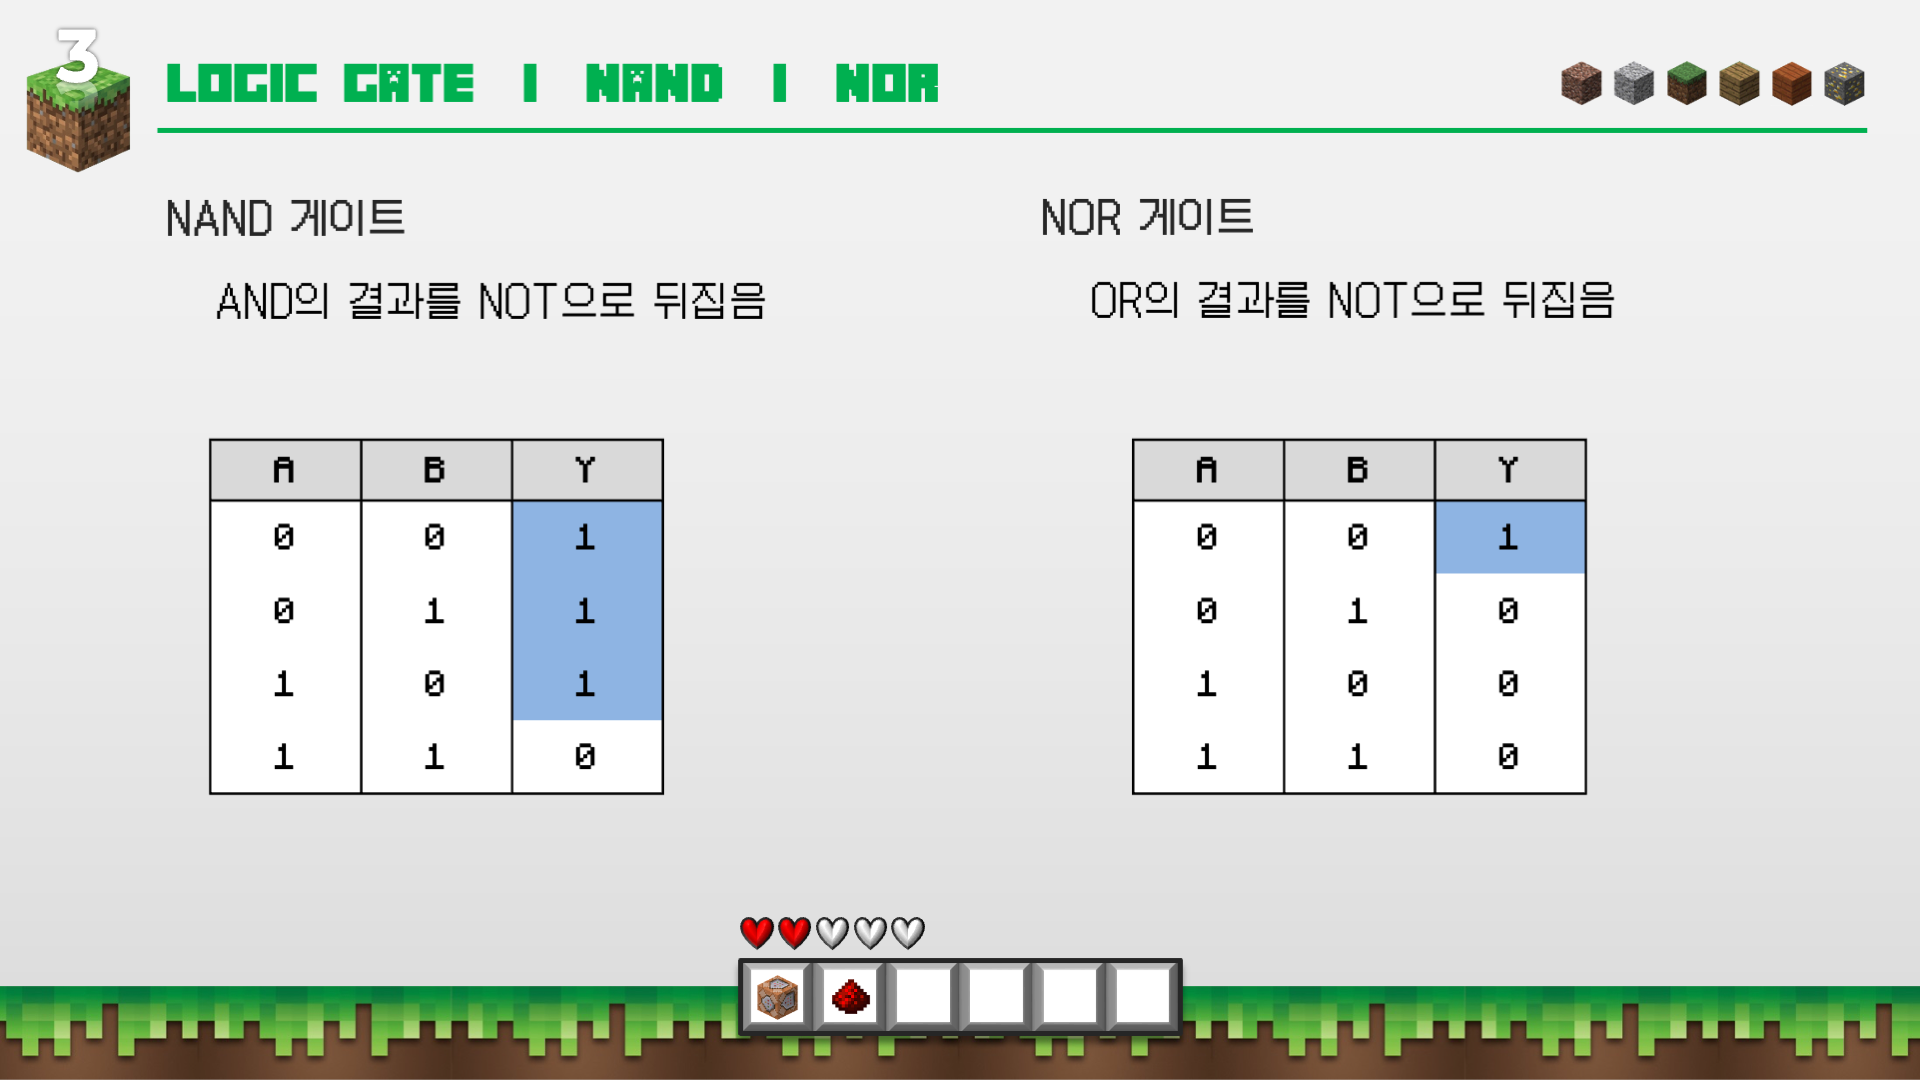 3
LOGIC GATE | NAND | NOR
NAND 게이트
AND의 결과를 NOT으로 뒤집음
A B Y
0 0 1
0 1 1
1 0 1
1 1 0
NOR 게이트
OR의 결과를 NOT으로 뒤집음
A B Y
0 0 1
0 1 0
1 0 0
1 1 0